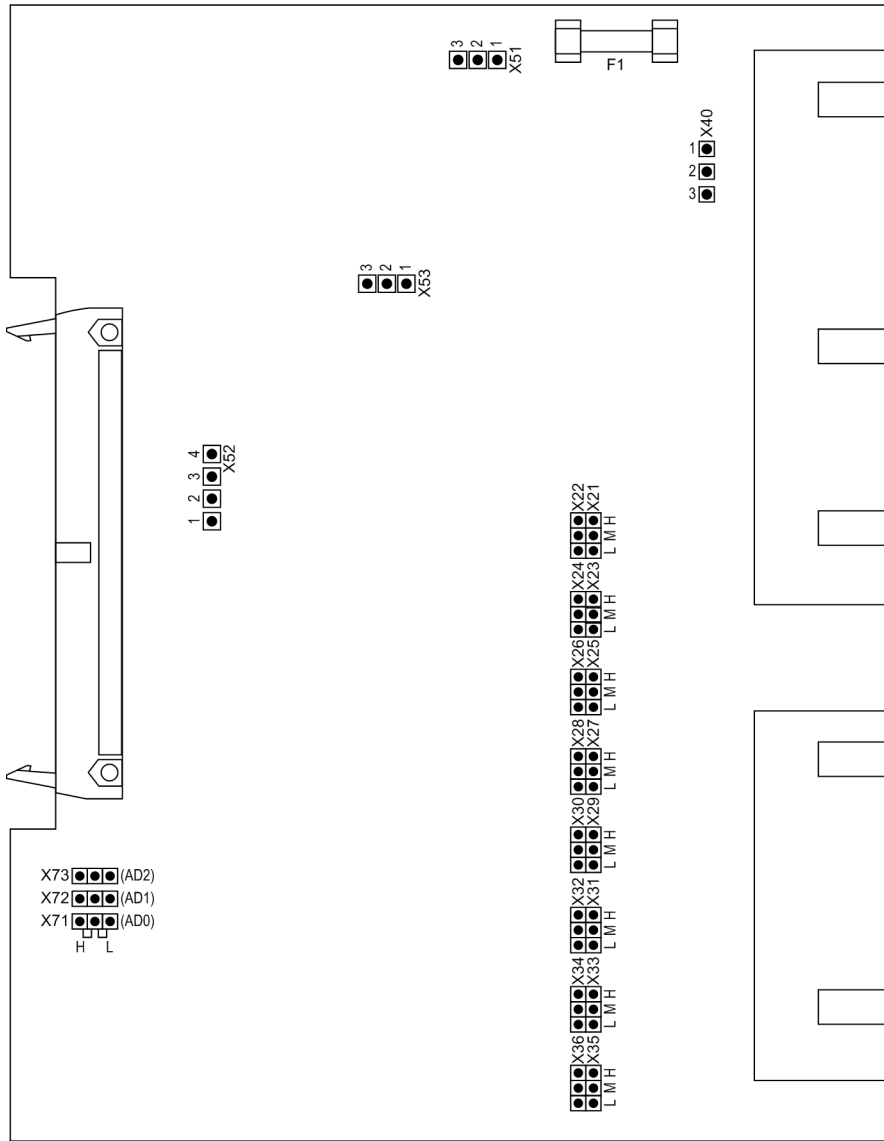 3 2 1
X51
F1
X40
1
2
3
3 2 1
X53
4
3
2
1
X52
X22 X21
H
M
L
X24 X23
H
M
L
X26 X25
H
M
L
X28 X27
H
M
L
X30 X29
H
M
L
X73 (AD2)
X72 (AD1)
X71 (AD0)
H L
X32 X31
H
M
L
X34 X33
H
M
L
X36 X35
H
M
L